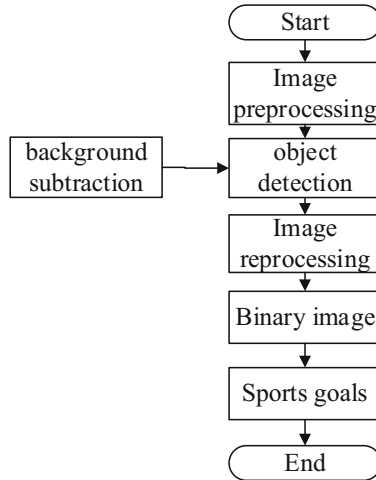 Start
Image
preprocessing
background
subtraction
object
detection
Image
reprocessing
Binary image
Sports goals
End